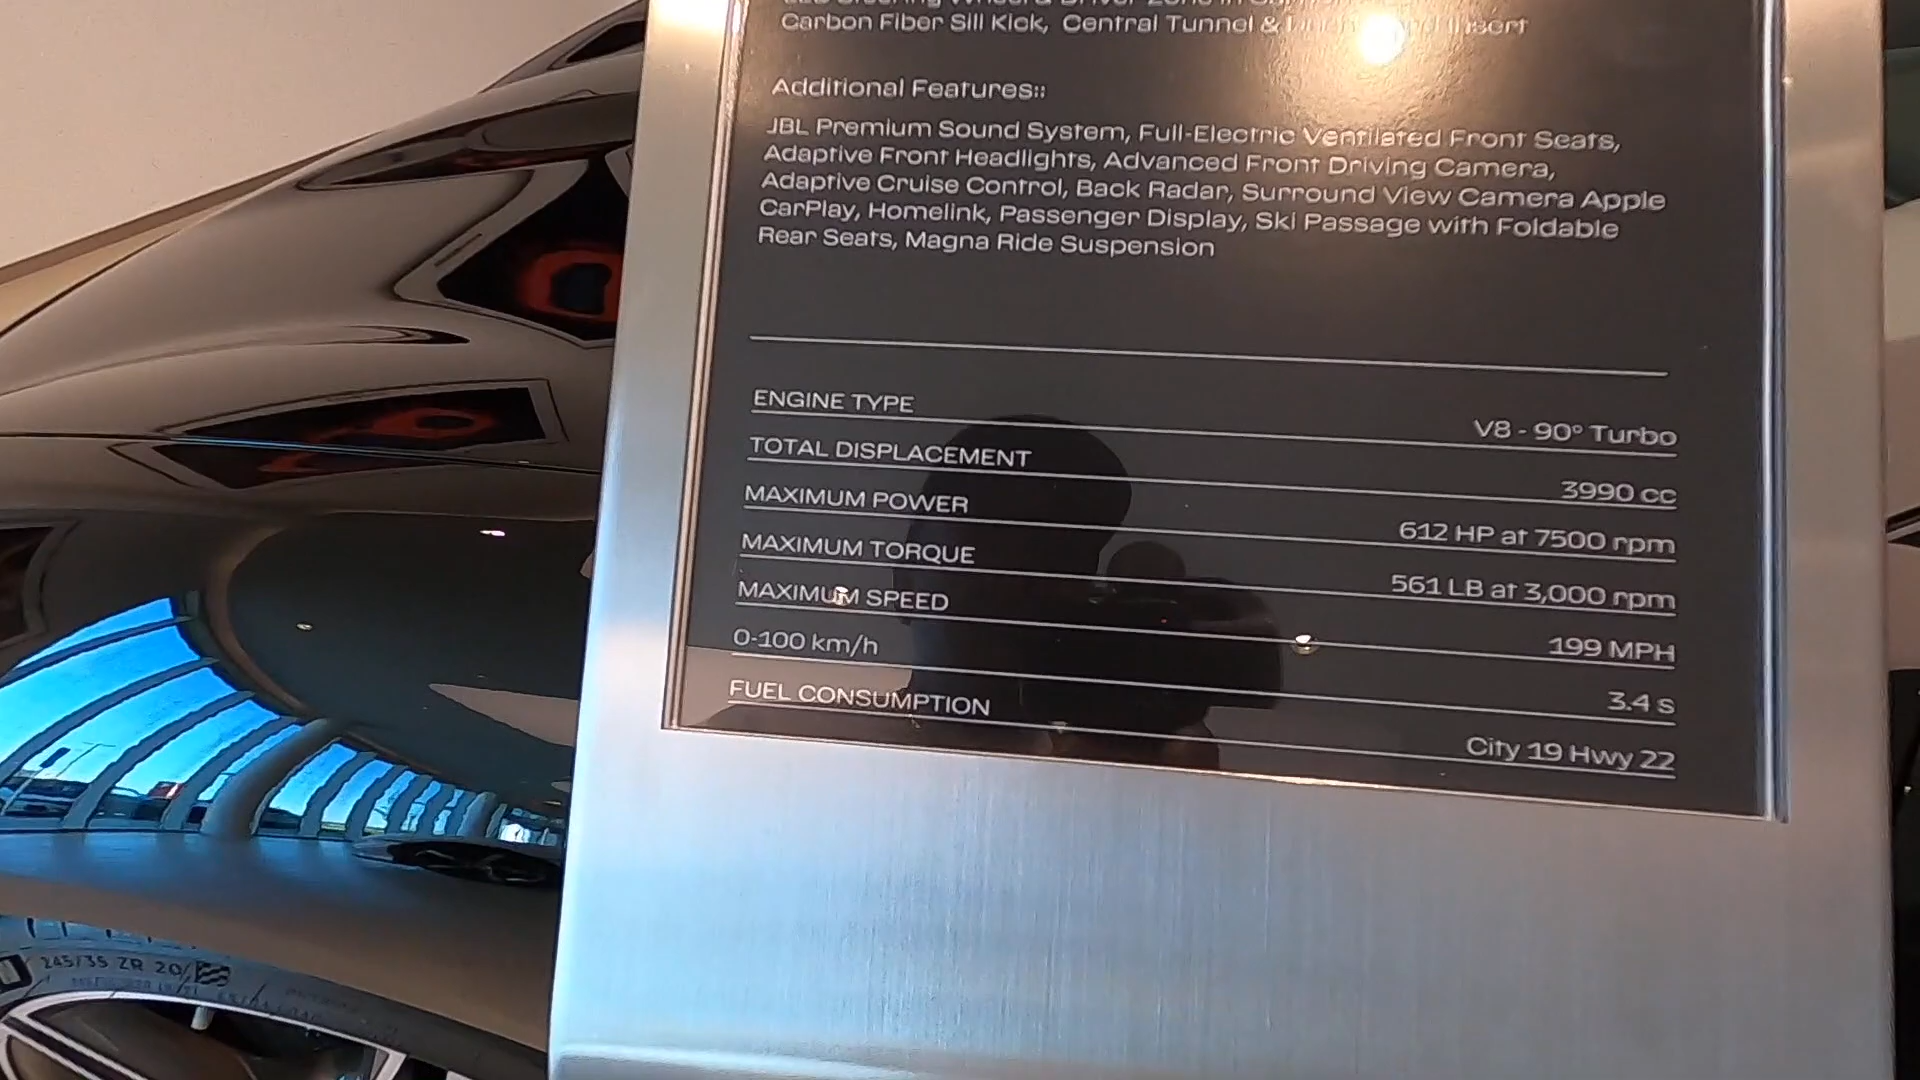 Carbon Fiber Sill Kick, Central Tunnel & Insert
Additional Features::
JBL Premium Sound System, Full-Electric Ventilated Front Seats,
Adaptive Front Headlights, Advanced Front Driving Camera,
Adaptive Cruise Control, Back Radar, Surround View Camera Apple
CarPlay, Homelink, Passenger Display, Ski Passage with Foldable
Rear Seats, Magna Ride Suspension
ENGINE TYPE V8 - 90° Turbo
TOTAL DISPLACEMENT 3990 cc
MAXIMUM POWER 612 HP at 7500 rpm
MAXIMUM TORQUE 561 LB at 3,000 rpm
MAXIMUM SPEED 199 MPH
0-100 km/h 3.4 s
FUEL CONSUMPTION City 19 Hwy 22
245/35 ZR 20